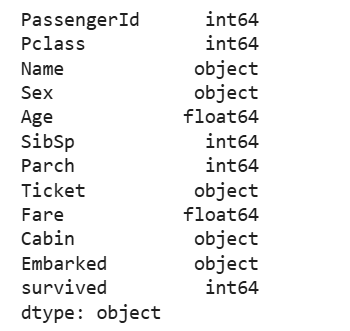 PassengerId int64
Pclass int64
Name object
Sex object
Age float64
SibSp int64
Parch int64
Ticket object
Fare float64
Cabin object
Embarked object
survived int64
dtype: object